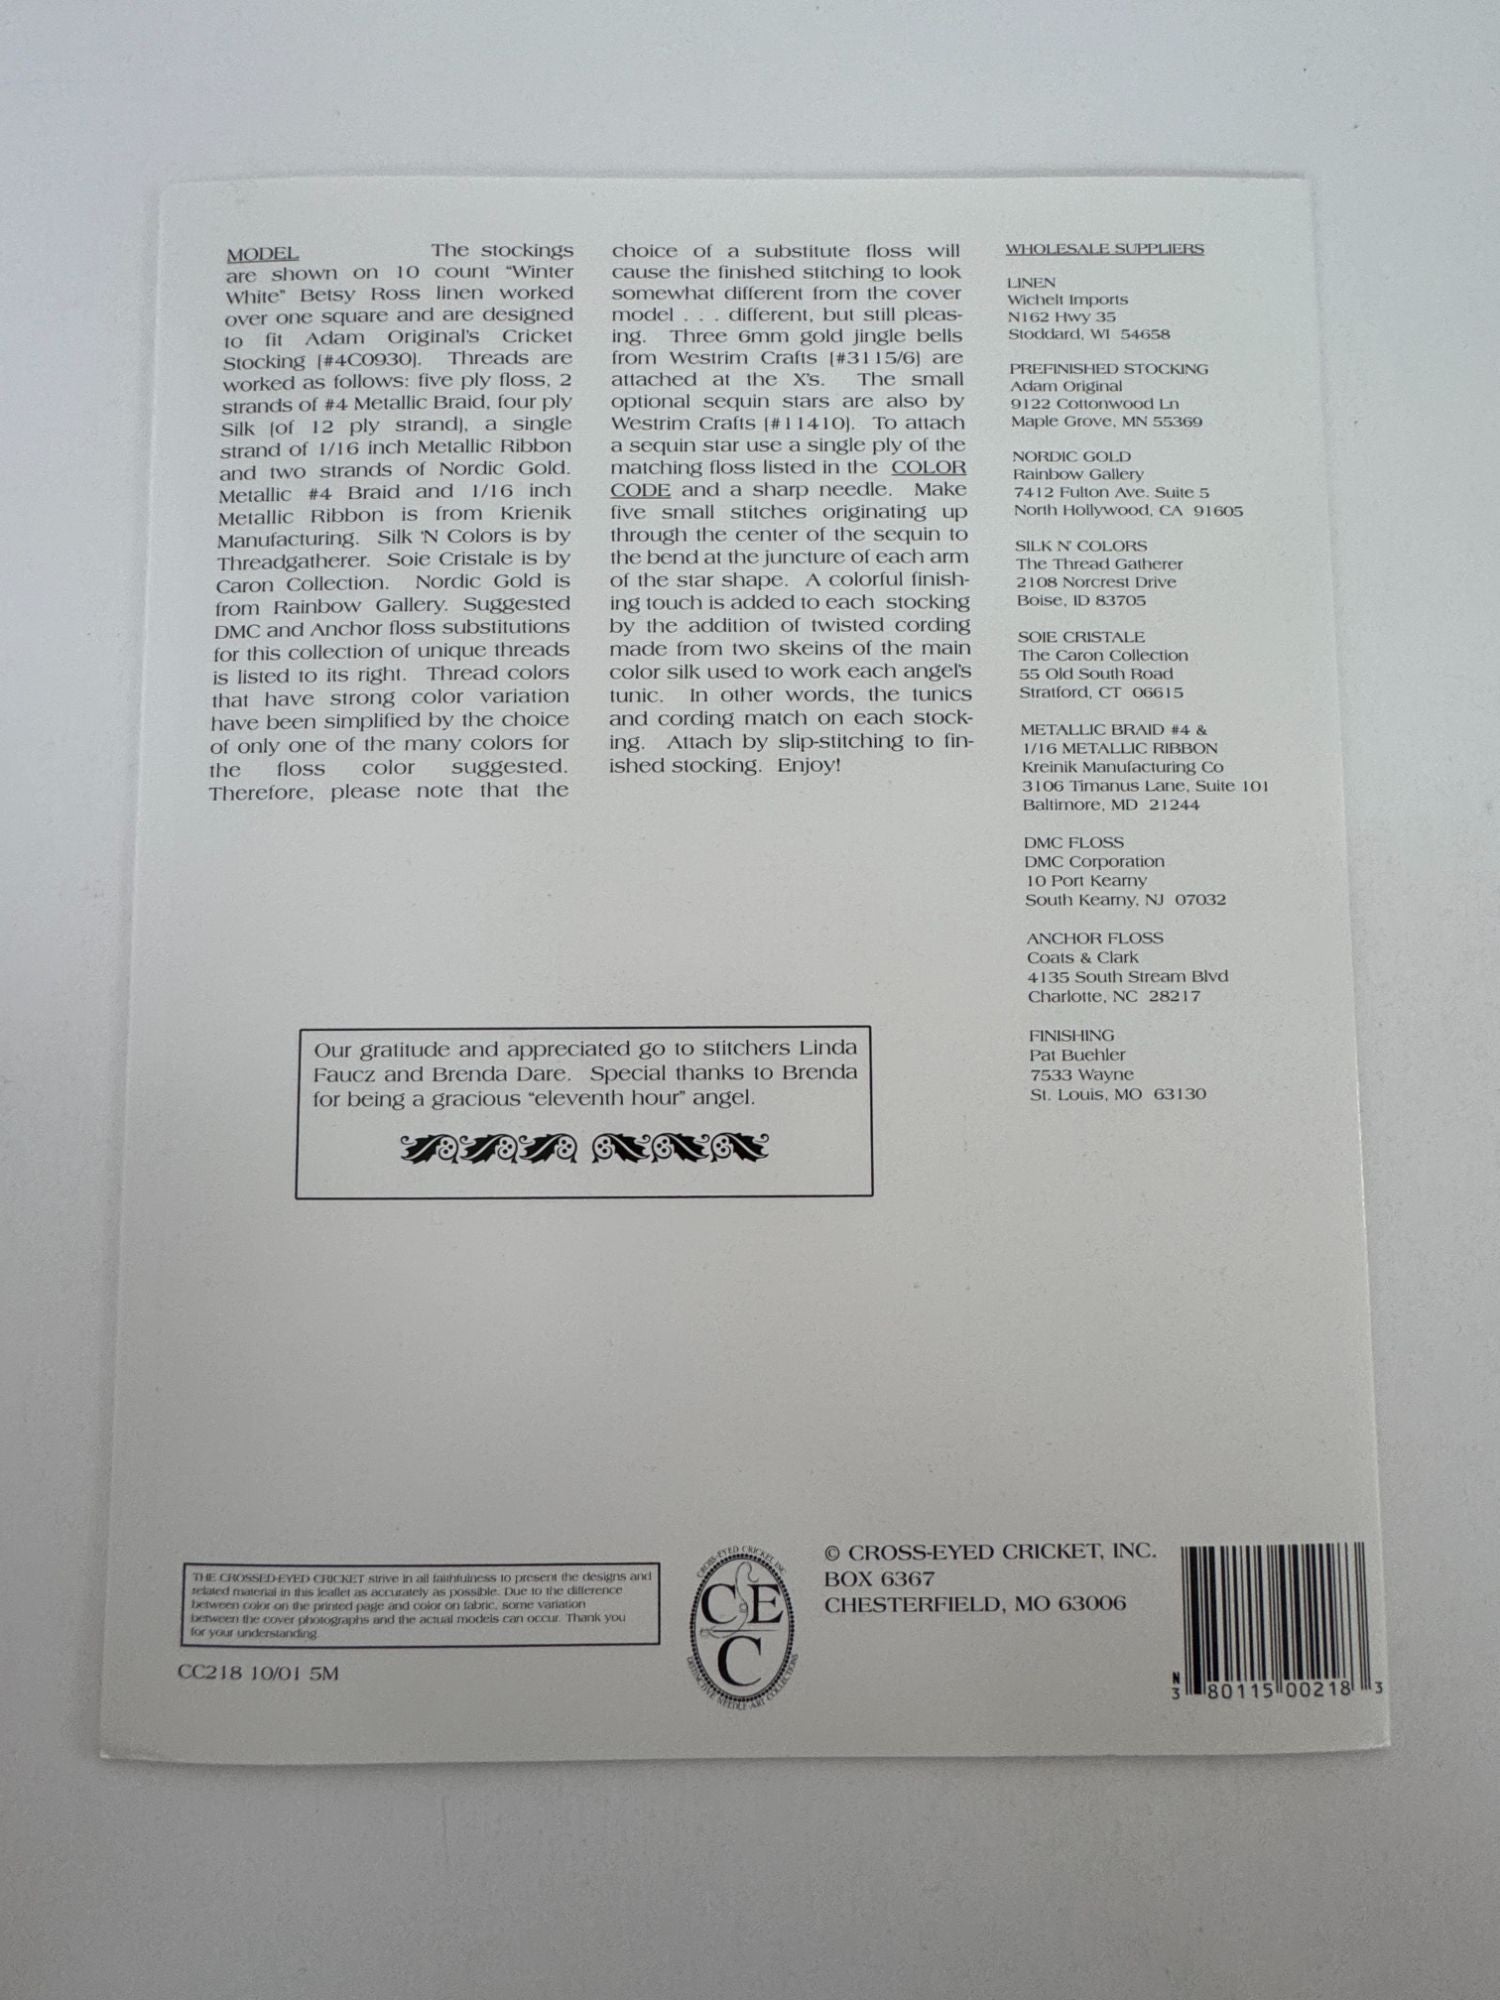 MODEL The stockings
are shown on 10 count "Winter
White" Betsy Ross linen worked
over one square and are designed
to fit Adam Original's Cricket
Stocking (#4C0930). Threads are
worked as follows: five ply floss, 2
strands of #4 Metallic Braid, four ply
Silk (of 12 ply strand), a single
strand of 1/16 inch Metallic Ribbon
and two strands of Nordic Gold.
Metallic #4 Braid and 1/16 inch
Metallic Ribbon is from Krienik
Manufacturing. Silk 'N Colors is by
Threadgatherer. Soie Cristale is by
Caron Collection. Nordic Gold is
from Rainbow Gallery. Suggested
DMC and Anchor floss substitutions
for this collection of unique threads
is listed to its right. Thread colors
that have strong color variation
have been simplified by the choice
of only one of the many colors for
the floss color suggested.
Therefore, please note that the
choice of a substitute floss will
cause the finished stitching to look
somewhat different from the cover
model . . . different, but still pleas-
ing. Three 6mm gold jingle bells
from Westrim Crafts (#3115/6) are
attached at the X's. The small
optional sequin stars are also by
Westrim Crafts (#11410). To attach
a sequin star use a single ply of the
matching floss listed in the COLOR
CODE and a sharp needle. Make
five small stitches originating up
through the center of the sequin to
the bend at the juncture of each arm
of the star shape. A colorful finish-
ing touch is added to each stocking
by the addition of twisted cording
made from two skeins of the main
color silk used to work each angel's
tunic. In other words, the tunics
and cording match on each stock-
ing. Attach by slip-stitching to fin-
ished stocking. Enjoy!
WHOLESALE SUPPLIERS
LINEN
Wichelt Imports
N162 Hwy 35
Stoddard, WI 54658
PREFINISHED STOCKING
Adam Original
9122 Cottonwood Ln
Maple Grove, MN 55369
NORDIC GOLD
Rainbow Gallery
7412 Fulton Ave. Suite 5
North Hollywood, CA 91605
SILK N' COLORS
The Thread Gatherer
2108 Norcrest Drive
Boise, ID 83705
SOIE CRISTALE
The Caron Collection
55 Old South Road
Stratford, CT 06615
METALLIC BRAID #4 &
1/16 METALLIC RIBBON
Kreinik Manufacturing Co
3106 Timanus Lane, Suite 101
Baltimore, MD 21244
DMC FLOSS
DMC Corporation
10 Port Kearny
South Kearny, NJ 07032
ANCHOR FLOSS
Coats & Clark
4135 South Stream Blvd
Charlotte, NC 28217
FINISHING
Pat Buehler
7533 Wayne
St. Louis, MO 63130
Our gratitude and appreciated go to stitchers Linda
Faucz and Brenda Dare. Special thanks to Brenda
for being a gracious "eleventh hour" angel.
THE CROSSED-EYED CRICKET strive in all faithfulness to present the designs and
related material in this leaflet as accurately as possible. Due to the difference
between color on the printed page and color on fabric, some variation
between the cover photographs and the actual models can occur. Thank you
for your understanding.
CC218 10/01 5M
CROSS-EYED CRICKET, INC.
CEC
DISTINCTIVE NEEDLE-ART COLLECTIONS
© CROSS-EYED CRICKET, INC.
BOX 6367
CHESTERFIELD, MO 63006
N
3 80115 00218 3